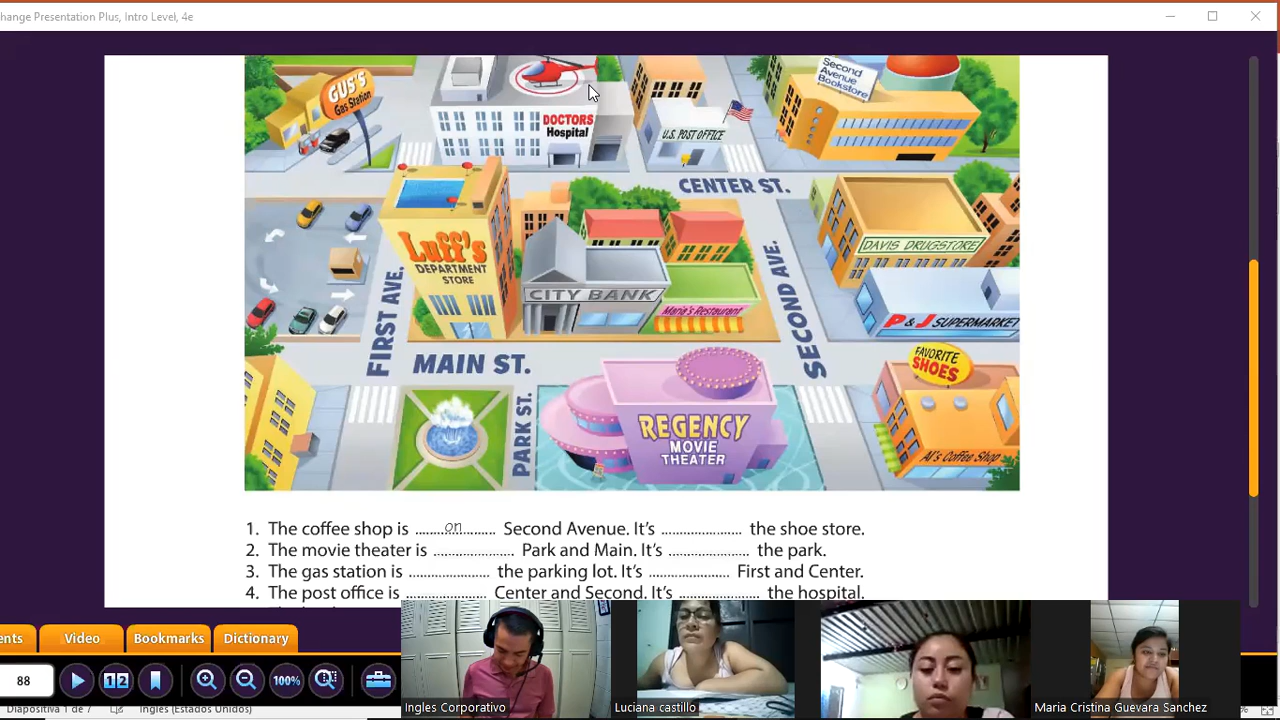 hange Presentation Plus, Intro Level, 4e
GUS'S
Gas Station
DOCTORS
Hospital
U.S. POST OFFICE
Second
Avenue
Bookstore
CENTER ST.
Luff's
DEPARTMENT
STORE
CITY BANK
Maria's Restaurant
DAVIS DRUGSTORE
P & J SUPERMARKET
FIRST AVE.
SECOND AVE.
MAIN ST.
FAVORITE
SHOES
PARK ST.
REGENCY
MOVIE
THEATER
Al's Coffee Shop
1. The coffee shop is ....on.... Second Avenue. It's .................... the shoe store.
2. The movie theater is .................... Park and Main. It's .................... the park.
3. The gas station is .................... the parking lot. It's .................... First and Center.
4. The post office is .................... Center and Second. It's .................... the hospital.
ents Video Bookmarks Dictionary
88 1 2 100%
Diapositiva 1 de 7 Inglés (Estados Unidos)
Ingles Corporativo Luciana castillo Maria Cristina Guevara Sanchez